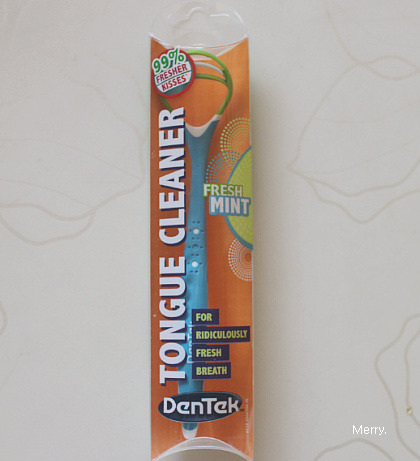 99%
FRESHER
KISSES
TONGUE CLEANER
FRESH
MINT
FOR
RIDICULOUSLY
FRESH
BREATH
DenTek
Merry.